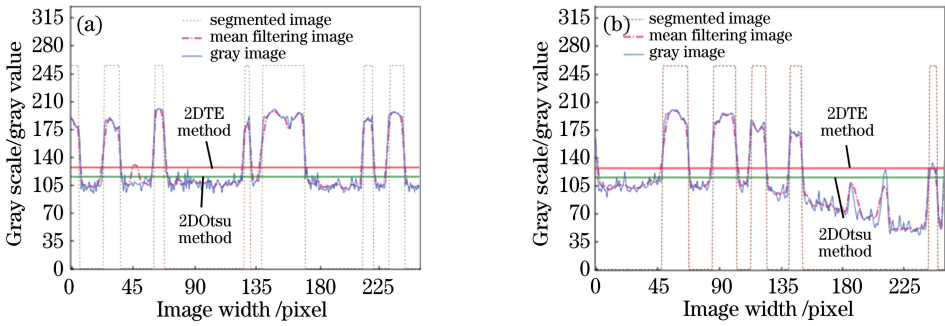 (a)
segmented image
mean filtering image
gray image
2DTE
method
2DOtsu
method
Gray scale/gray value
315
280
245
210
175
140
105
70
35
0
0 45 90 135 180 225
Image width /pixel
(b)
segmented image
mean filtering image
gray image
2DTE
method
2DOtsu
method
Gray scale/gray value
315
280
245
210
175
140
105
70
35
0
0 45 90 135 180 225
Image width /pixel